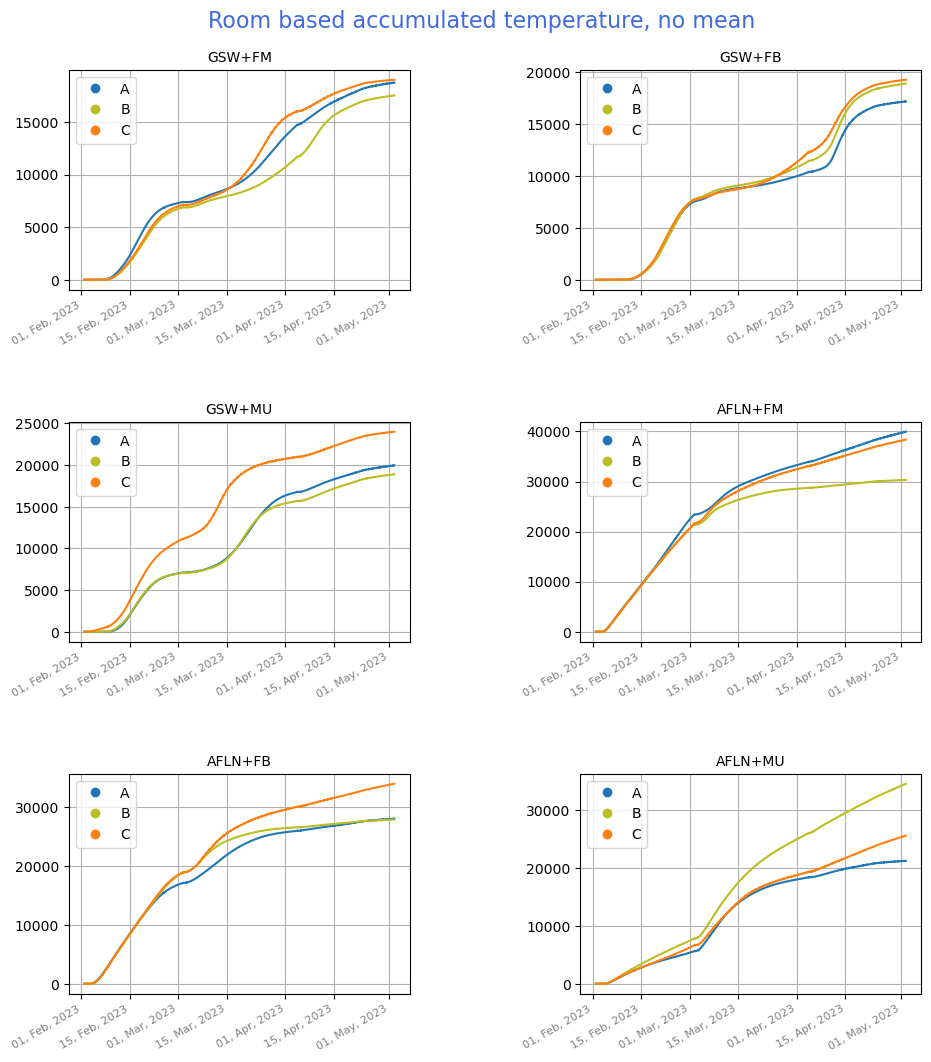 Room based accumulated temperature, no mean
GSW+FM
A
B
C
15000
10000
5000
0
01, Feb, 2023
15, Feb, 2023
01, Mar, 2023
15, Mar, 2023
01, Apr, 2023
15, Apr, 2023
01, May, 2023
GSW+FB
A
B
C
20000
15000
10000
5000
0
01, Feb, 2023
15, Feb, 2023
01, Mar, 2023
15, Mar, 2023
01, Apr, 2023
15, Apr, 2023
01, May, 2023
GSW+MU
A
B
C
25000
20000
15000
10000
5000
0
01, Feb, 2023
15, Feb, 2023
01, Mar, 2023
15, Mar, 2023
01, Apr, 2023
15, Apr, 2023
01, May, 2023
AFLN+FM
A
B
C
40000
30000
20000
10000
0
01, Feb, 2023
15, Feb, 2023
01, Mar, 2023
15, Mar, 2023
01, Apr, 2023
15, Apr, 2023
01, May, 2023
AFLN+FB
A
B
C
30000
20000
10000
0
01, Feb, 2023
15, Feb, 2023
01, Mar, 2023
15, Mar, 2023
01, Apr, 2023
15, Apr, 2023
01, May, 2023
AFLN+MU
A
B
C
30000
20000
10000
0
01, Feb, 2023
15, Feb, 2023
01, Mar, 2023
15, Mar, 2023
01, Apr, 2023
15, Apr, 2023
01, May, 2023